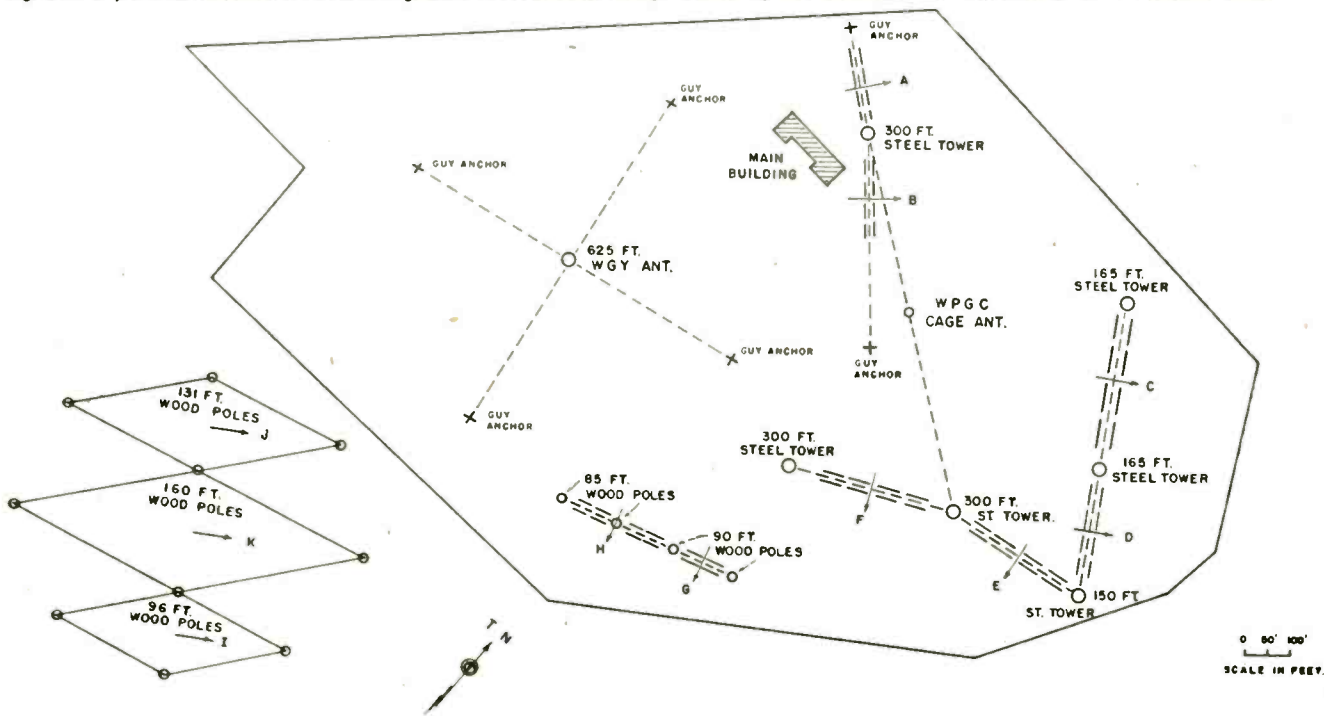 GUY
ANCHOR
A
GUY
ANCHOR
300 FT.
STEEL TOWER
MAIN
BUILDING
GUY ANCHOR
B
625 FT.
WGY ANT.
165 FT.
STEEL TOWER
WPGC
CAGE ANT.
GUY ANCHOR
GUY
ANCHOR
C
131 FT.
WOOD POLES
J
GUY
ANCHOR
300 FT.
STEEL TOWER
165 FT.
STEEL TOWER
85 FT.
WOOD POLES
160 FT.
WOOD POLES
F
300 FT.
ST. TOWER.
K
H
90 FT.
WOOD POLES
D
G
E
96 FT.
WOOD POLES
I
150 FT.
ST. TOWER
T N
0 50' 100'
SCALE IN FEET.